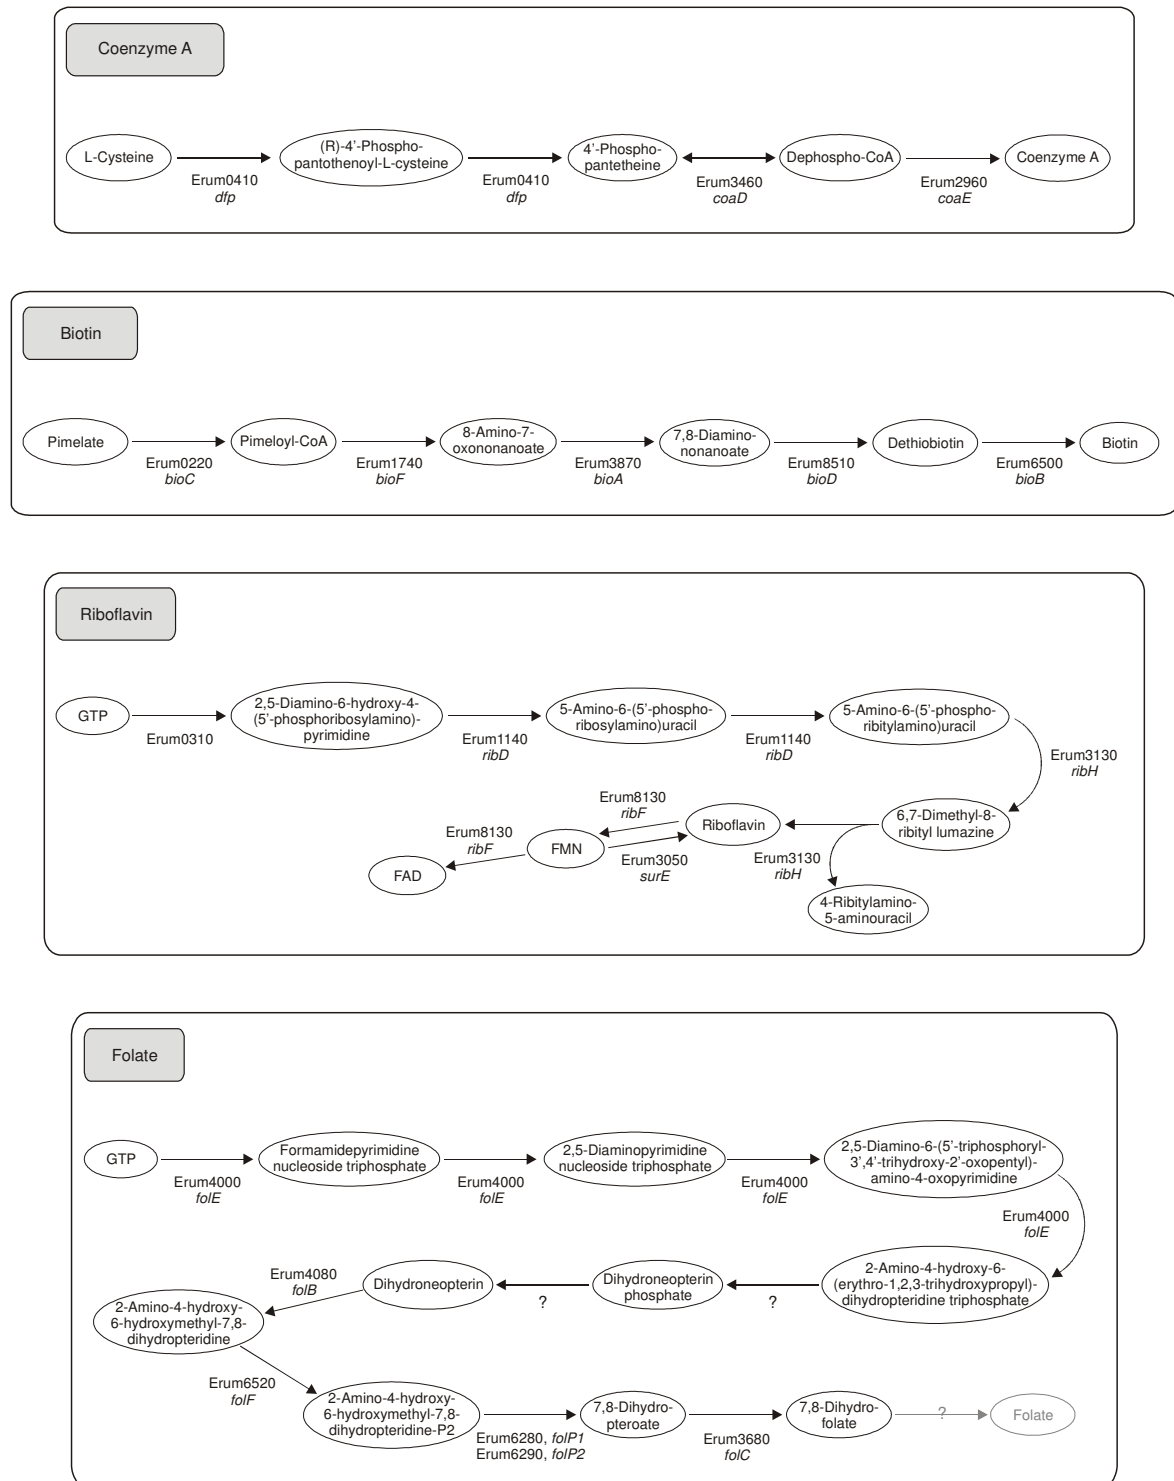 Coenzyme A
L-Cysteine
Erum0410
dfp
(R)-4'-Phospho-
pantothenoyl-L-cysteine
Erum0410
dfp
4'-Phospho-
pantetheine
Erum3460
coaD
Dephospho-CoA
Erum2960
coaE
Coenzyme A
Biotin
Pimelate
Erum0220
bioC
Pimeloyl-CoA
Erum1740
bioF
8-Amino-7-
oxononanoate
Erum3870
bioA
7,8-Diamino-
nonanoate
Erum8510
bioD
Dethiobiotin
Erum6500
bioB
Biotin
Riboflavin
GTP
Erum0310
2,5-Diamino-6-hydroxy-4-
(5'-phosphoribosylamino)-
pyrimidine
Erum1140
ribD
5-Amino-6-(5'-phospho-
ribosylamino)uracil
Erum1140
ribD
5-Amino-6-(5'-phospho-
ribitylamino)uracil
Erum3130
ribH
6,7-Dimethyl-8-
ribityl lumazine
Erum3130
ribH
4-Ribitylamino-
5-aminouracil
Riboflavin
Erum8130
ribF
Erum3050
surE
FMN
Erum8130
ribF
FAD
Folate
GTP
Erum4000
folE
Formamidepyrimidine
nucleoside triphosphate
Erum4000
folE
2,5-Diaminopyrimidine
nucleoside triphosphate
Erum4000
folE
2,5-Diamino-6-(5'-triphosphoryl-
3',4'-trihydroxy-2'-oxopentyl)-
amino-4-oxopyrimidine
Erum4000
folE
2-Amino-4-hydroxy-6-
(erythro-1,2,3-trihydroxypropyl)-
dihydropteridine triphosphate
?
Dihydroneopterin
phosphate
?
Dihydroneopterin
Erum4080
folB
2-Amino-4-hydroxy-
6-hydroxymethyl-7,8-
dihydropteridine
Erum6520
folF
2-Amino-4-hydroxy-
6-hydroxymethyl-7,8-
dihydropteridine-P2
Erum6280, folP1
Erum6290, folP2
7,8-Dihydro-
pteroate
Erum3680
folC
7,8-Dihydro-
folate
?
Folate